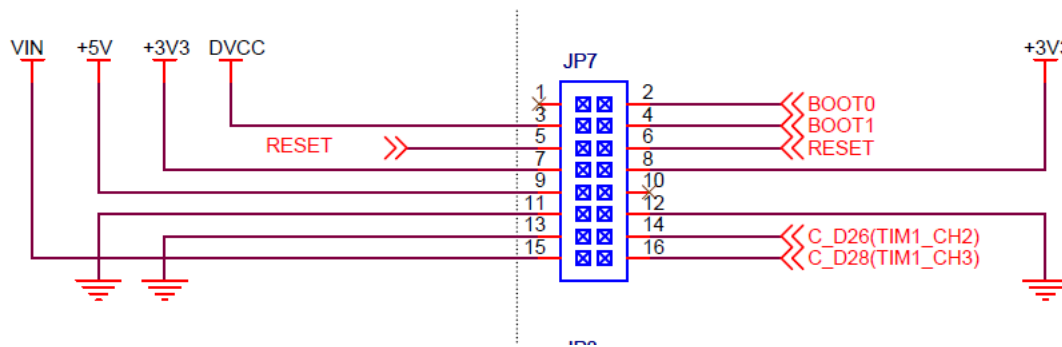 VIN +5V +3V3 DVCC +3V3
JP7
1 2 BOOT0
3 4 BOOT1
RESET 5 6 RESET
7 8
9 10
11 12
13 14 C_D26(TIM1_CH2)
15 16 C_D28(TIM1_CH3)